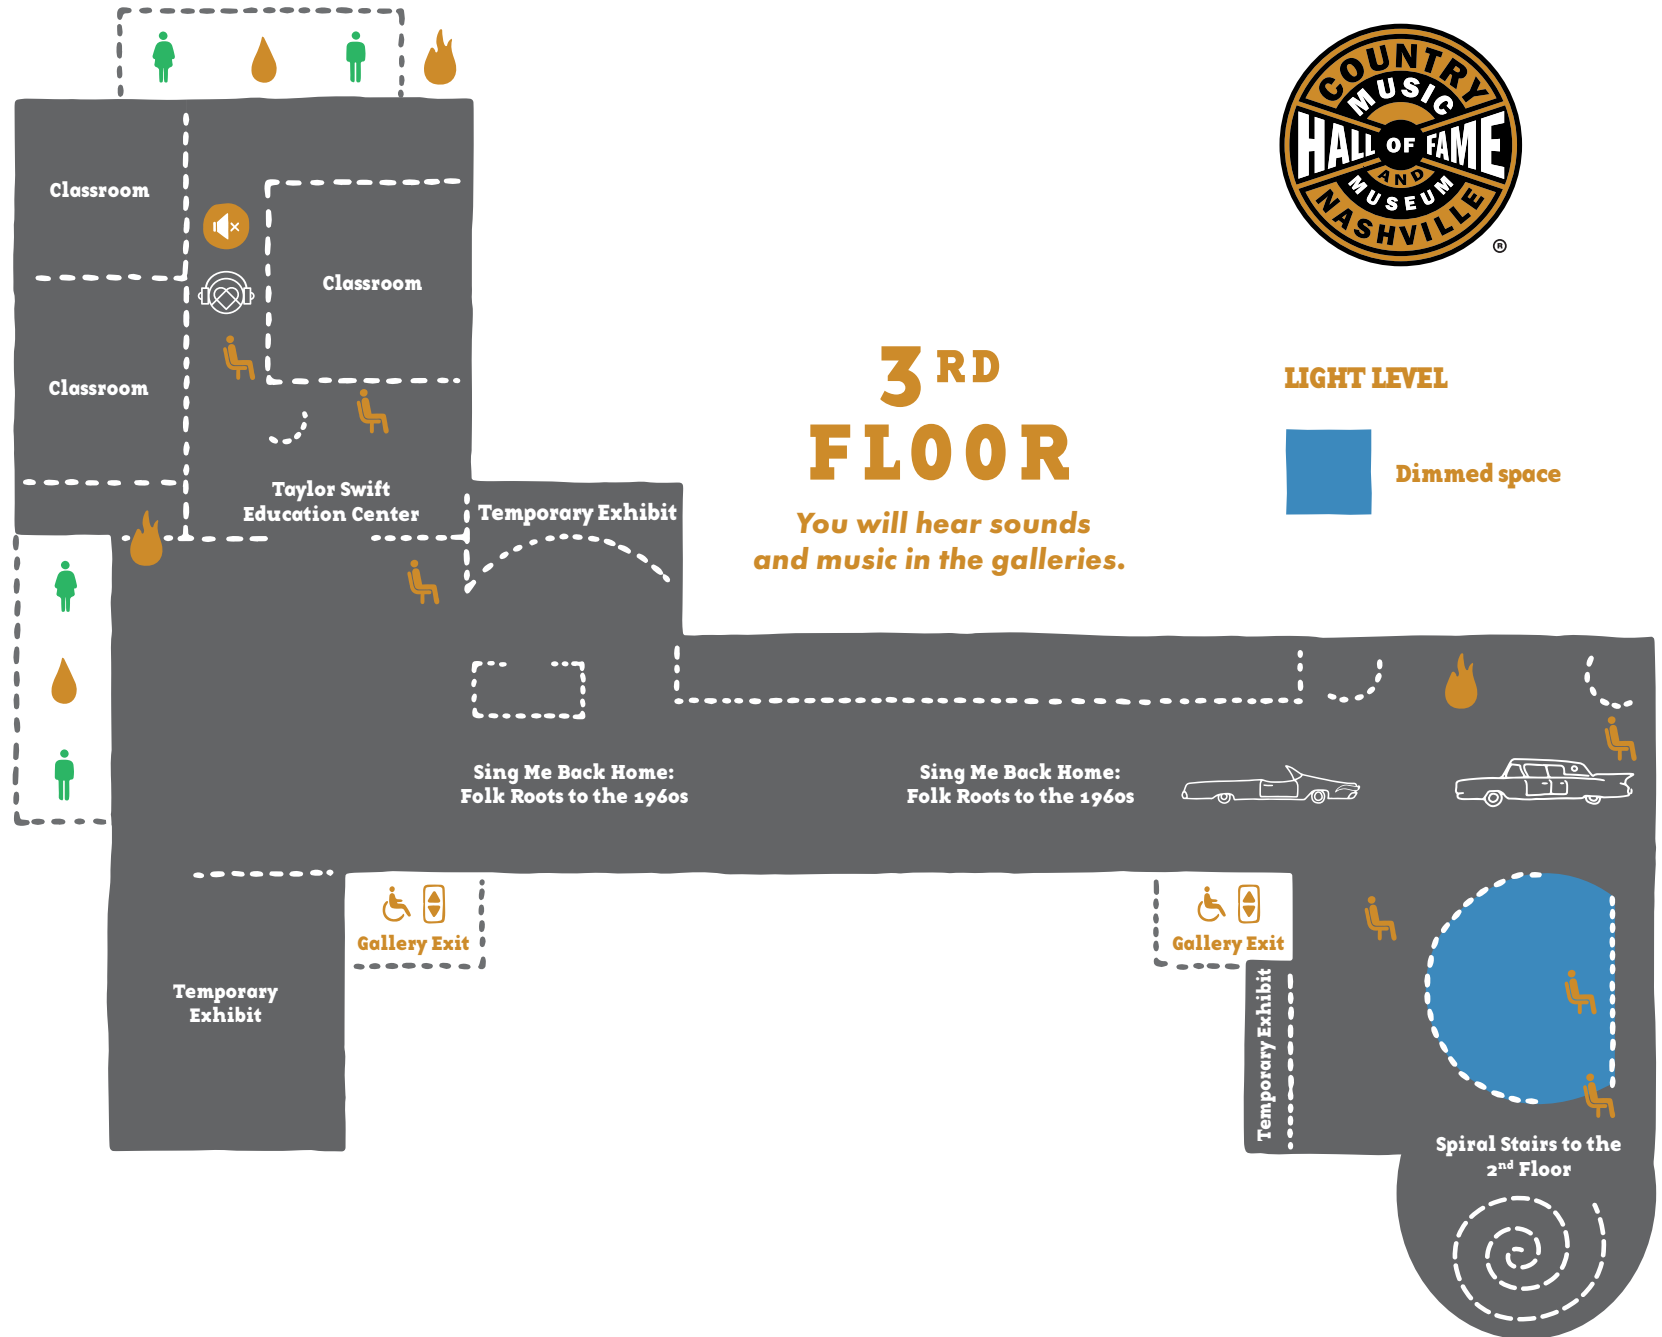 COUNTRY
MUSIC
HALL OF FAME
AND
MUSEUM
NASHVILLE
®
Classroom
Classroom
Classroom
3RD
FLOOR
You will hear sounds
and music in the galleries.
LIGHT LEVEL
Dimmed space
Taylor Swift
Education Center
Temporary Exhibit
Sing Me Back Home:
Folk Roots to the 1960s
Sing Me Back Home:
Folk Roots to the 1960s
Gallery Exit
Gallery Exit
Temporary
Exhibit
Temporary Exhibit
Spiral Stairs to the
2nd Floor